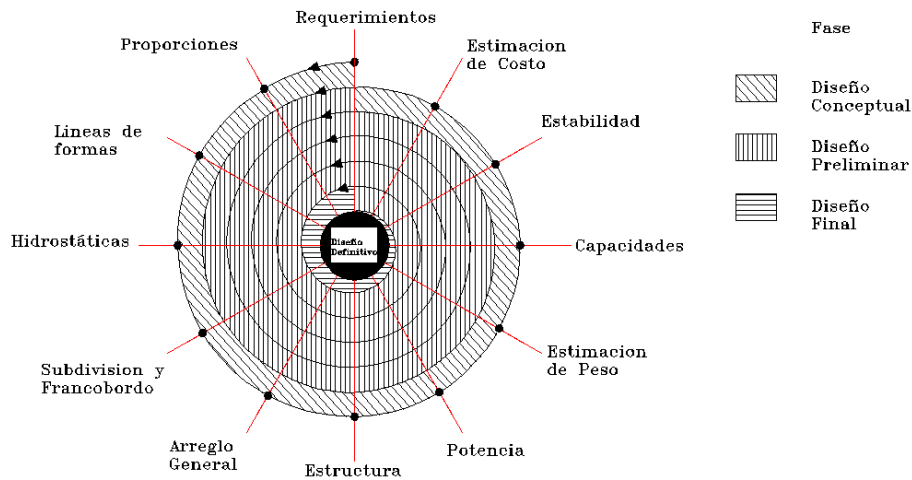 Requerimientos
Proporciones
Estimacion
de Costo
Lineas de
formas
Estabilidad
Hidrostáticas
Capacidades
Diseño
Definitivo
Subdivision y
Francobordo
Estimacion
de Peso
Arreglo
General
Estructura
Potencia
Fase
Diseño
Conceptual
Diseño
Preliminar
Diseño
Final